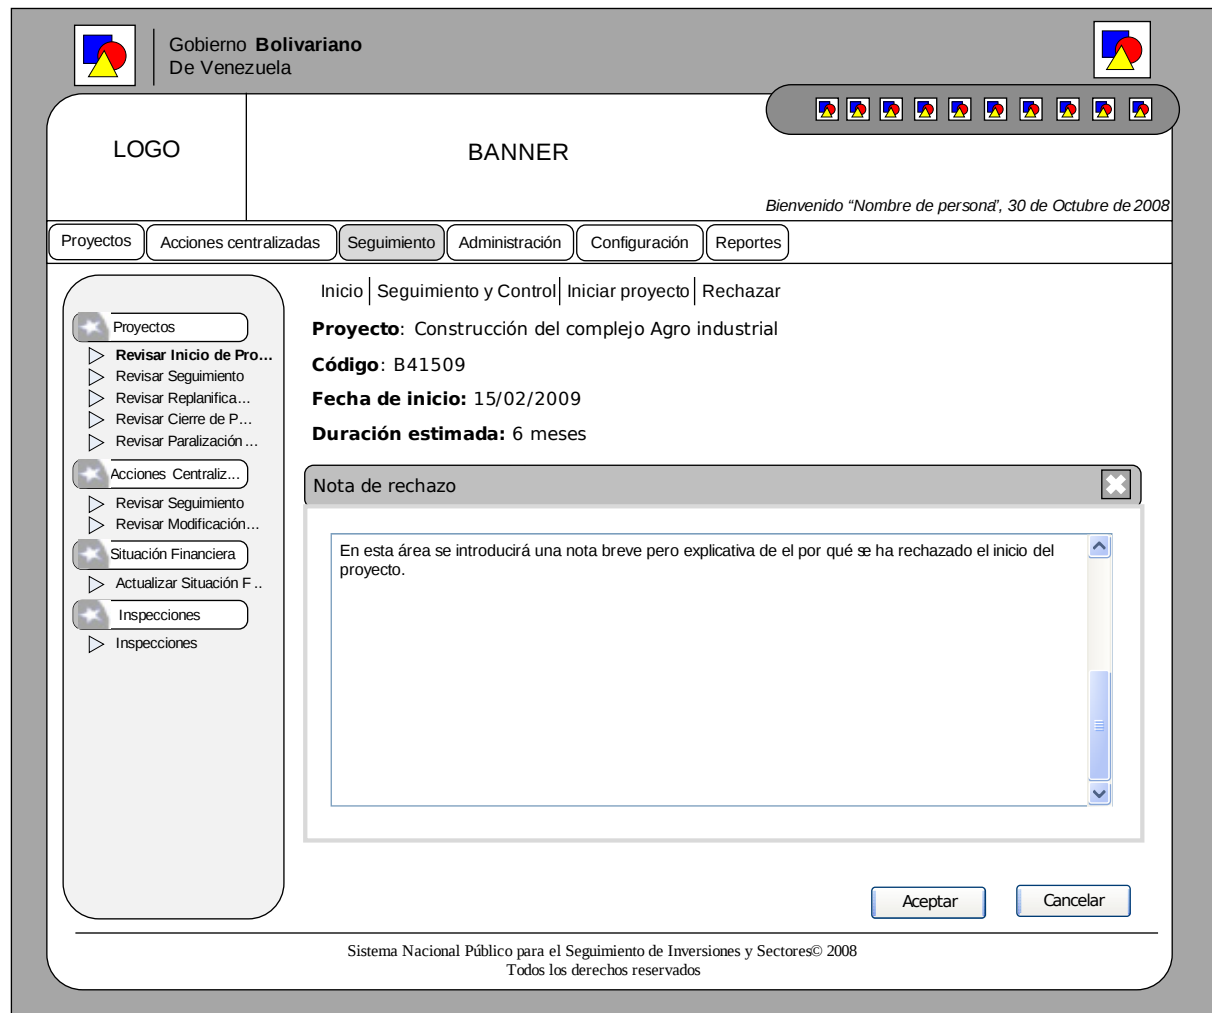 Gobierno Bolivariano
De Venezuela
LOGO
BANNER
Bienvenido “Nombre de persona”, 30 de Octubre de 2008
Proyectos
Acciones centralizadas
Seguimiento
Administración
Configuración
Reportes
Inicio
Seguimiento y Control
Iniciar proyecto
Rechazar
Proyectos
Revisar Inicio de Pro...
Revisar Seguimiento
Revisar Replanifica...
Revisar Cierre de P...
Revisar Paralización ...
Acciones Centraliz...
Revisar Seguimiento
Revisar Modificación...
Situación Financiera
Actualizar Situación F ..
Inspecciones
Inspecciones
Proyecto: Construcción del complejo Agro industrial
Código: B41509
Fecha de inicio: 15/02/2009
Duración estimada: 6 meses
Nota de rechazo
En esta área se introducirá una nota breve pero explicativa de el por qué se ha rechazado el inicio del
proyecto.
Aceptar
Cancelar
Sistema Nacional Público para el Seguimiento de Inversiones y Sectores© 2008
Todos los derechos reservados